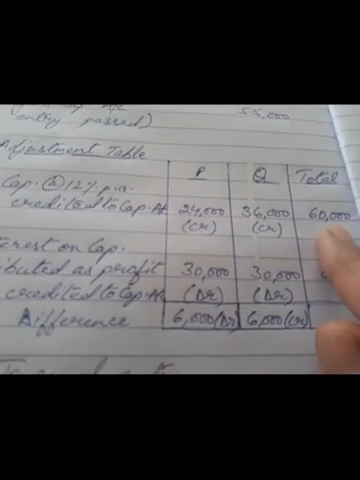 entry passed)
55,000
Adjustment Table
P Q Total
Cap. @ 12% p.a.
credited to Cap. A/c 24,000 36,000 60,000
(Cr) (Cr)
terest on Cap.
ibuted as profit 30,000 30,000
credited to Cap. A/c (Dr) (Dr)
Difference 6,000(Dr) 6,000(Cr)